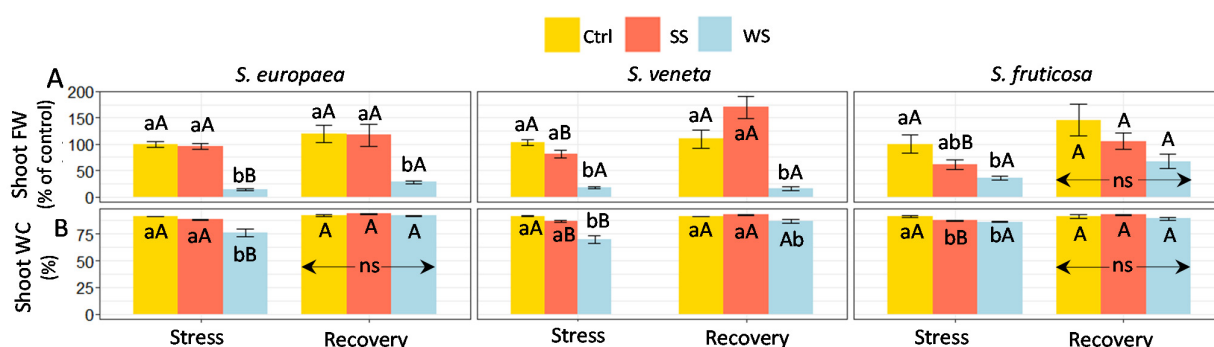 Ctrl SS WS
A S. europaea S. veneta S. fruticosa
Shoot FW
(% of control)
200
150
100
50
0
aA aA bB aA aA bA
aA aB bA aA aA bA
aA abB bA A A A
ns
B
Shoot WC
(%)
75
50
25
0
aA aA bB A A A
ns
aA aB bB aA aA Ab
aA bB bA A A A
ns
Stress Recovery Stress Recovery Stress Recovery